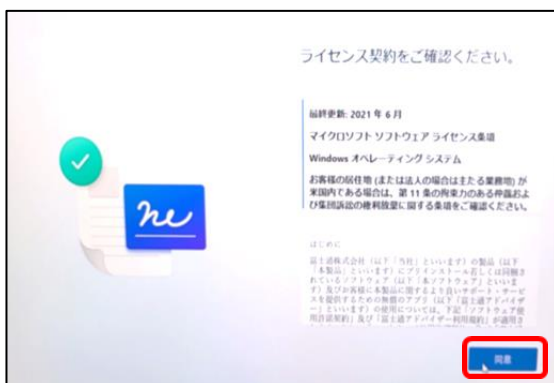 ライセンス契約をご確認ください。
最終更新: 2021 年 6 月
マイクロソフト ソフトウェア ライセンス条項
Windows オペレーティング システム
お客様の居住地 (または法人の場合は主たる業務地) が
米国内である場合は、第 11 条の拘束力のある仲裁およ
び集団訴訟の権利放棄に関する条項をご確認ください。
はじめに
富士通株式会社（以下「当社」といいます）の製品（以下
「本製品」といいます）にプリインストール若しくは同梱さ
れているソフトウェア（以下「本ソフトウェア」といいま
す）及びお客様に本製品に関するより良いサポート・サービ
スを提供するための無償のアプリ（以下「富士通アドバイザ
ー」といいます）の使用については、下記「ソフトウェア使
用許諾契約」及び「富士通アドバイザー利用規約」が適用さ
同意